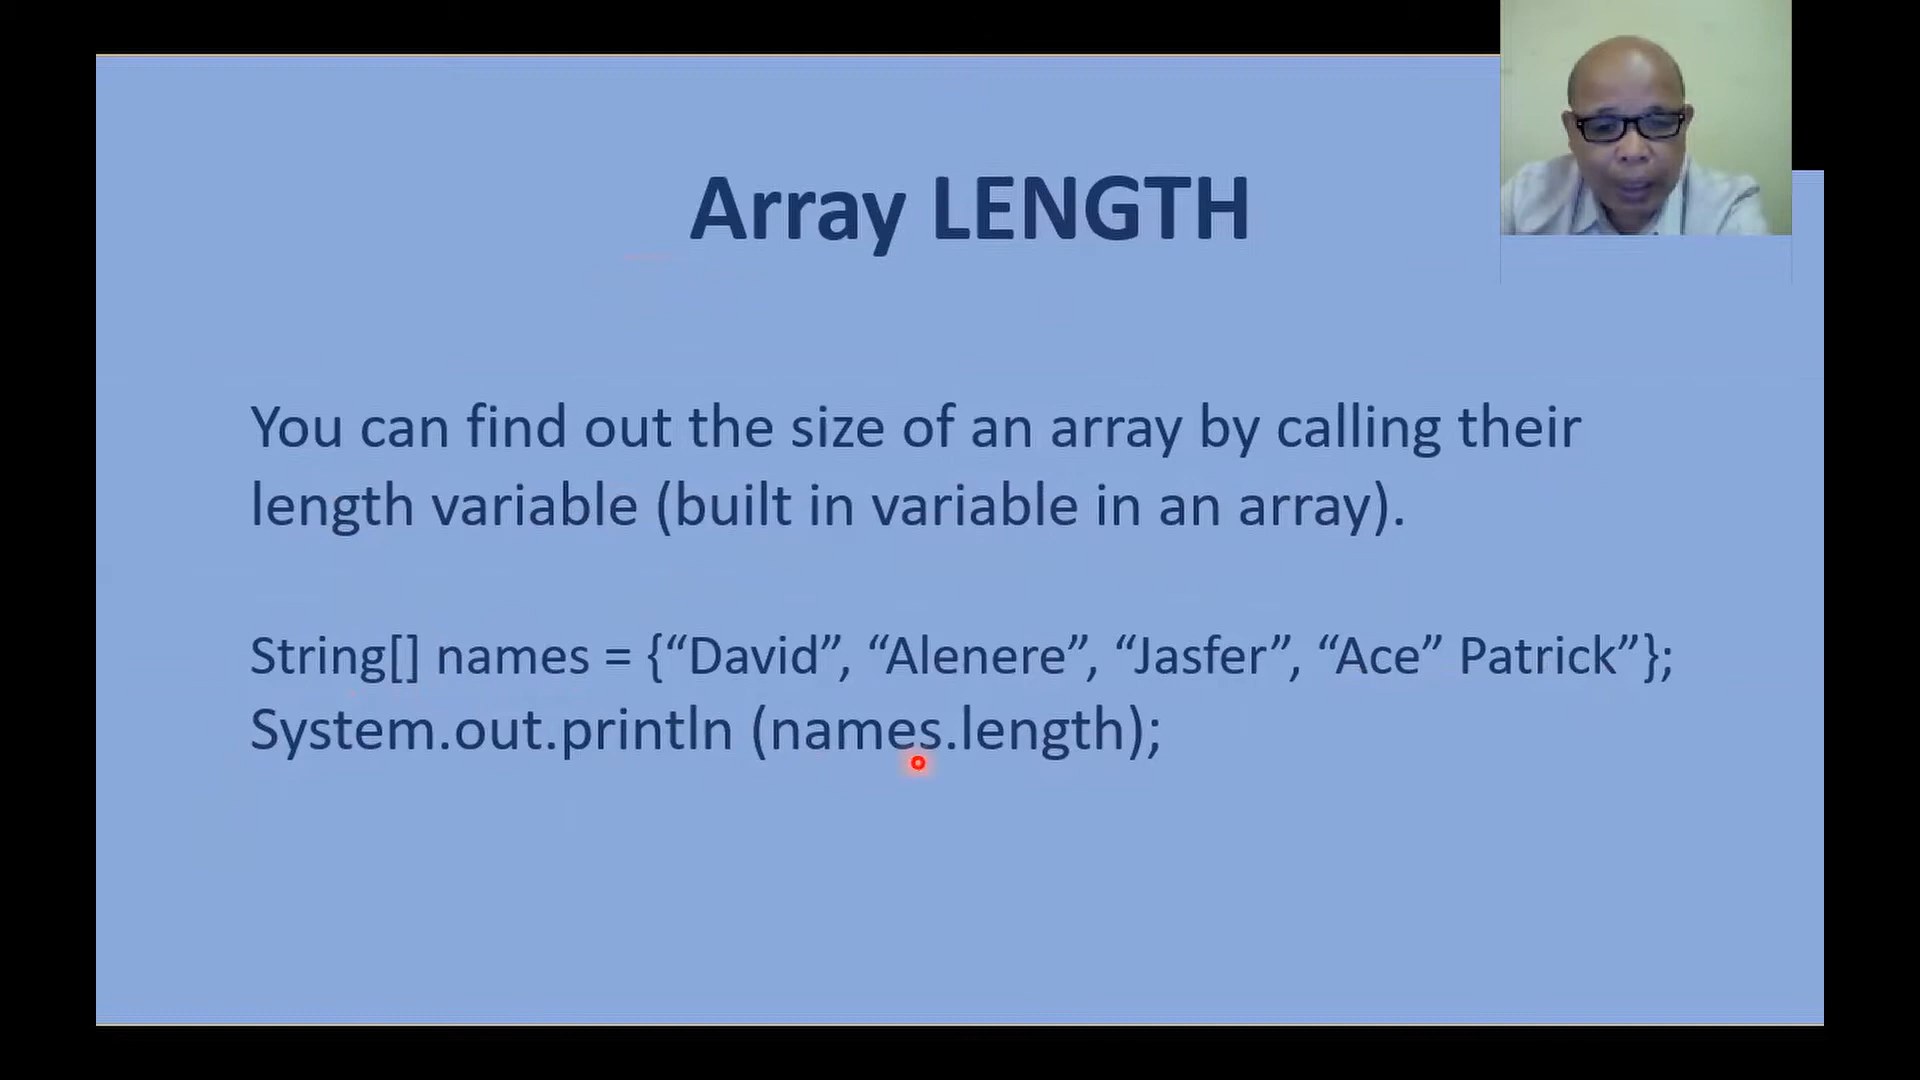 Array LENGTH
You can find out the size of an array by calling their
length variable (built in variable in an array).
String[] names = {“David”, “Alenere”, “Jasfer”, “Ace” Patrick”};
System.out.println (names.length);